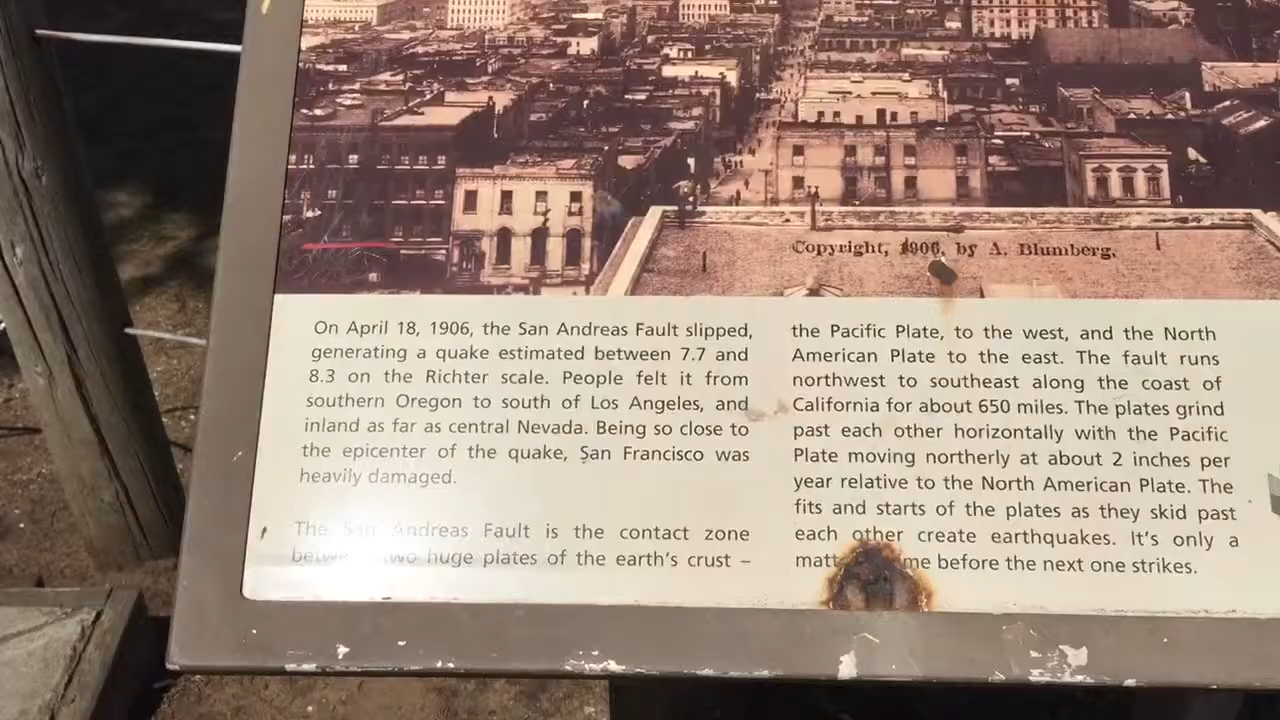 Copyright, 1906, by A. Blumberg.
On April 18, 1906, the San Andreas Fault slipped,
generating a quake estimated between 7.7 and
8.3 on the Richter scale. People felt it from
southern Oregon to south of Los Angeles, and
inland as far as central Nevada. Being so close to
the epicenter of the quake, San Francisco was
heavily damaged.
The San Andreas Fault is the contact zone
between two huge plates of the earth's crust –
the Pacific Plate, to the west, and the North
American Plate to the east. The fault runs
northwest to southeast along the coast of
California for about 650 miles. The plates grind
past each other horizontally with the Pacific
Plate moving northerly at about 2 inches per
year relative to the North American Plate. The
fits and starts of the plates as they skid past
each other create earthquakes. It's only a
me before the next one strikes.